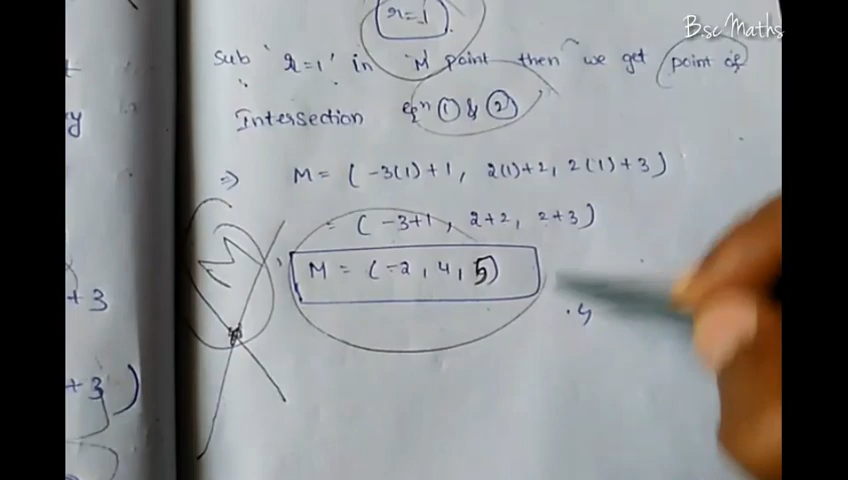 B.sc Maths
r=1
Sub 'r=1' in 'M' point then we get point of
Intersection eqn ① & ②
⇒ M = ( -3(1)+1, 2(1)+2, 2(1)+3 )
= ( -3+1, 2+2, 2+3 )
M = (-2, 4, 5)
y
+3
M
+3 )